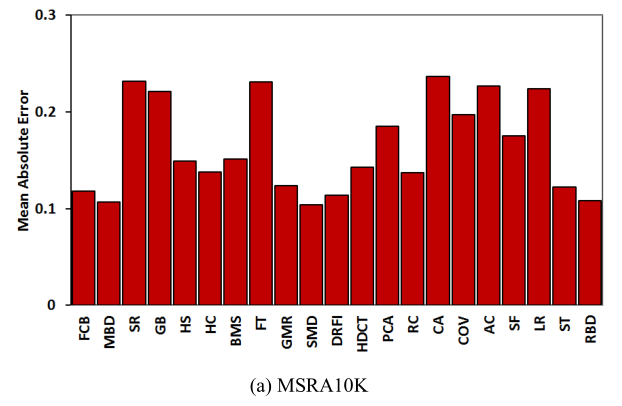 0.3
0.2
0.1
0
Mean Absolute Error
FCB MBD SR GB HS HC BMS FT GMR SMD DRFI HDCT PCA RC CA COV AC SF LR ST RBD
(a) MSRA10K